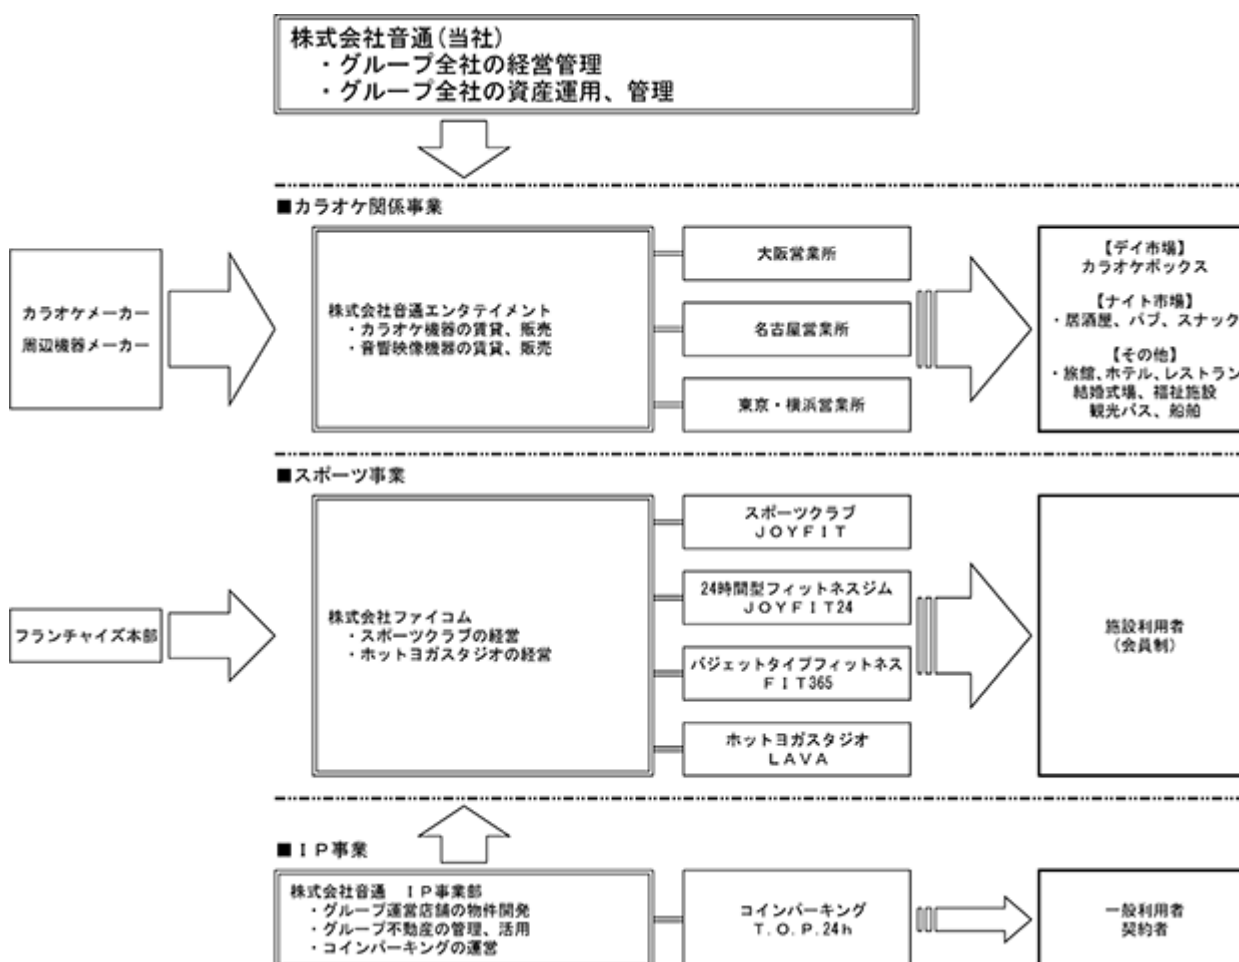 株式会社音通(当社)
・グループ全社の経営管理
・グループ全社の資産運用、管理
■カラオケ関係事業
カラオケメーカー
周辺機器メーカー
株式会社音通エンタテイメント
・カラオケ機器の賃貸、販売
・音響映像機器の賃貸、販売
大阪営業所
名古屋営業所
東京・横浜営業所
【デイ市場】
カラオケボックス
【ナイト市場】
・居酒屋、パブ、スナック
【その他】
・旅館、ホテル、レストラン
結婚式場、福祉施設
観光バス、船舶
■スポーツ事業
フランチャイズ本部
株式会社ファイコム
・スポーツクラブの経営
・ホットヨガスタジオの経営
スポーツクラブ
ＪＯＹＦＩＴ
24時間型フィットネスジム
ＪＯＹＦＩＴ24
バジェットタイプフィットネス
ＦＩＴ365
ホットヨガスタジオ
ＬＡＶＡ
施設利用者
(会員制)
■ＩＰ事業
株式会社音通　ＩＰ事業部
・グループ運営店舗の物件開発
・グループ不動産の管理、活用
・コインパーキングの運営
コインパーキング
Ｔ.Ｏ.Ｐ.24ｈ
一般利用者
契約者